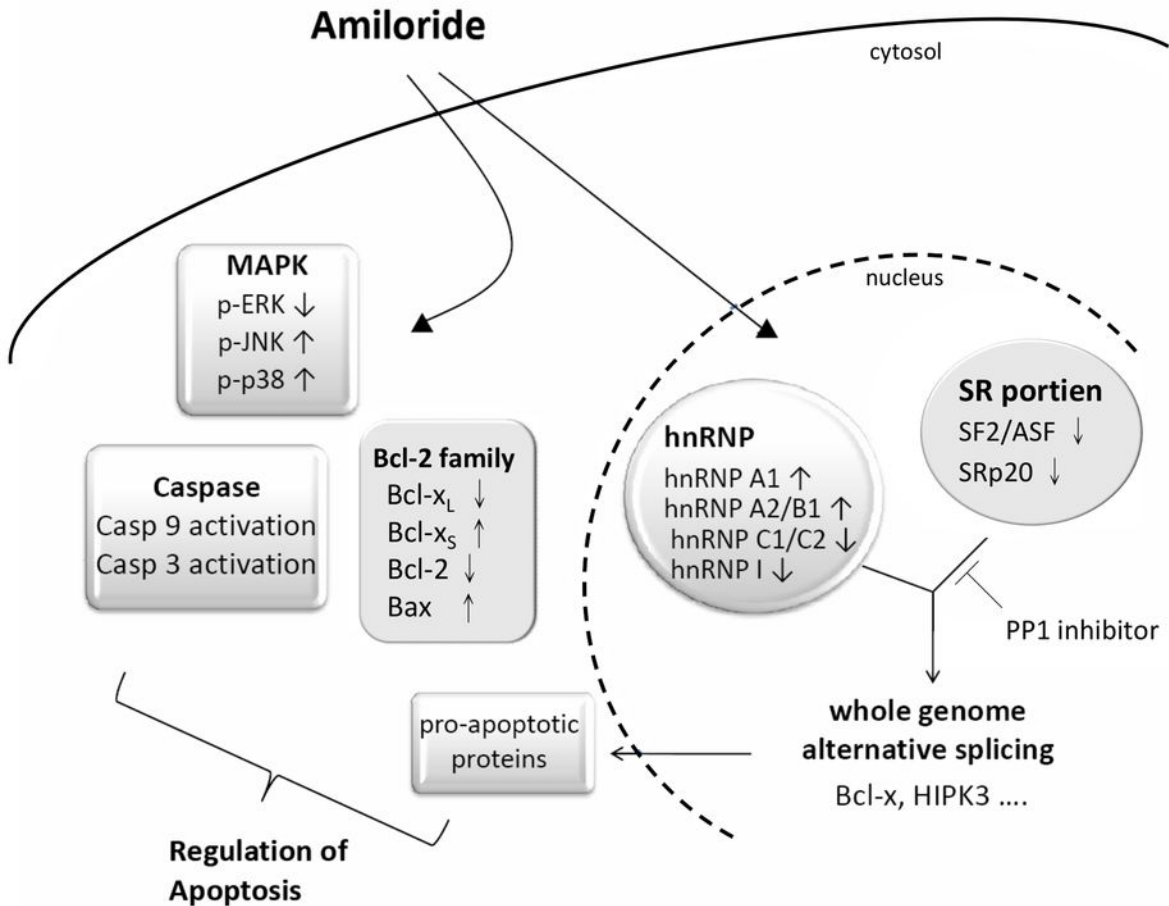 Amiloride
cytosol
MAPK
p-ERK ↓
p-JNK ↑
p-p38 ↑
nucleus
SR portien
SF2/ASF ↓
SRp20 ↓
hnRNP
hnRNP A1 ↑
hnRNP A2/B1 ↑
hnRNP C1/C2 ↓
hnRNP I ↓
Caspase
Casp 9 activation
Casp 3 activation
Bcl-2 family
Bcl-xL ↓
Bcl-xS ↑
Bcl-2 ↓
Bax ↑
PP1 inhibitor
whole genome
alternative splicing
Bcl-x, HIPK3 ....
pro-apoptotic
proteins
Regulation of
Apoptosis